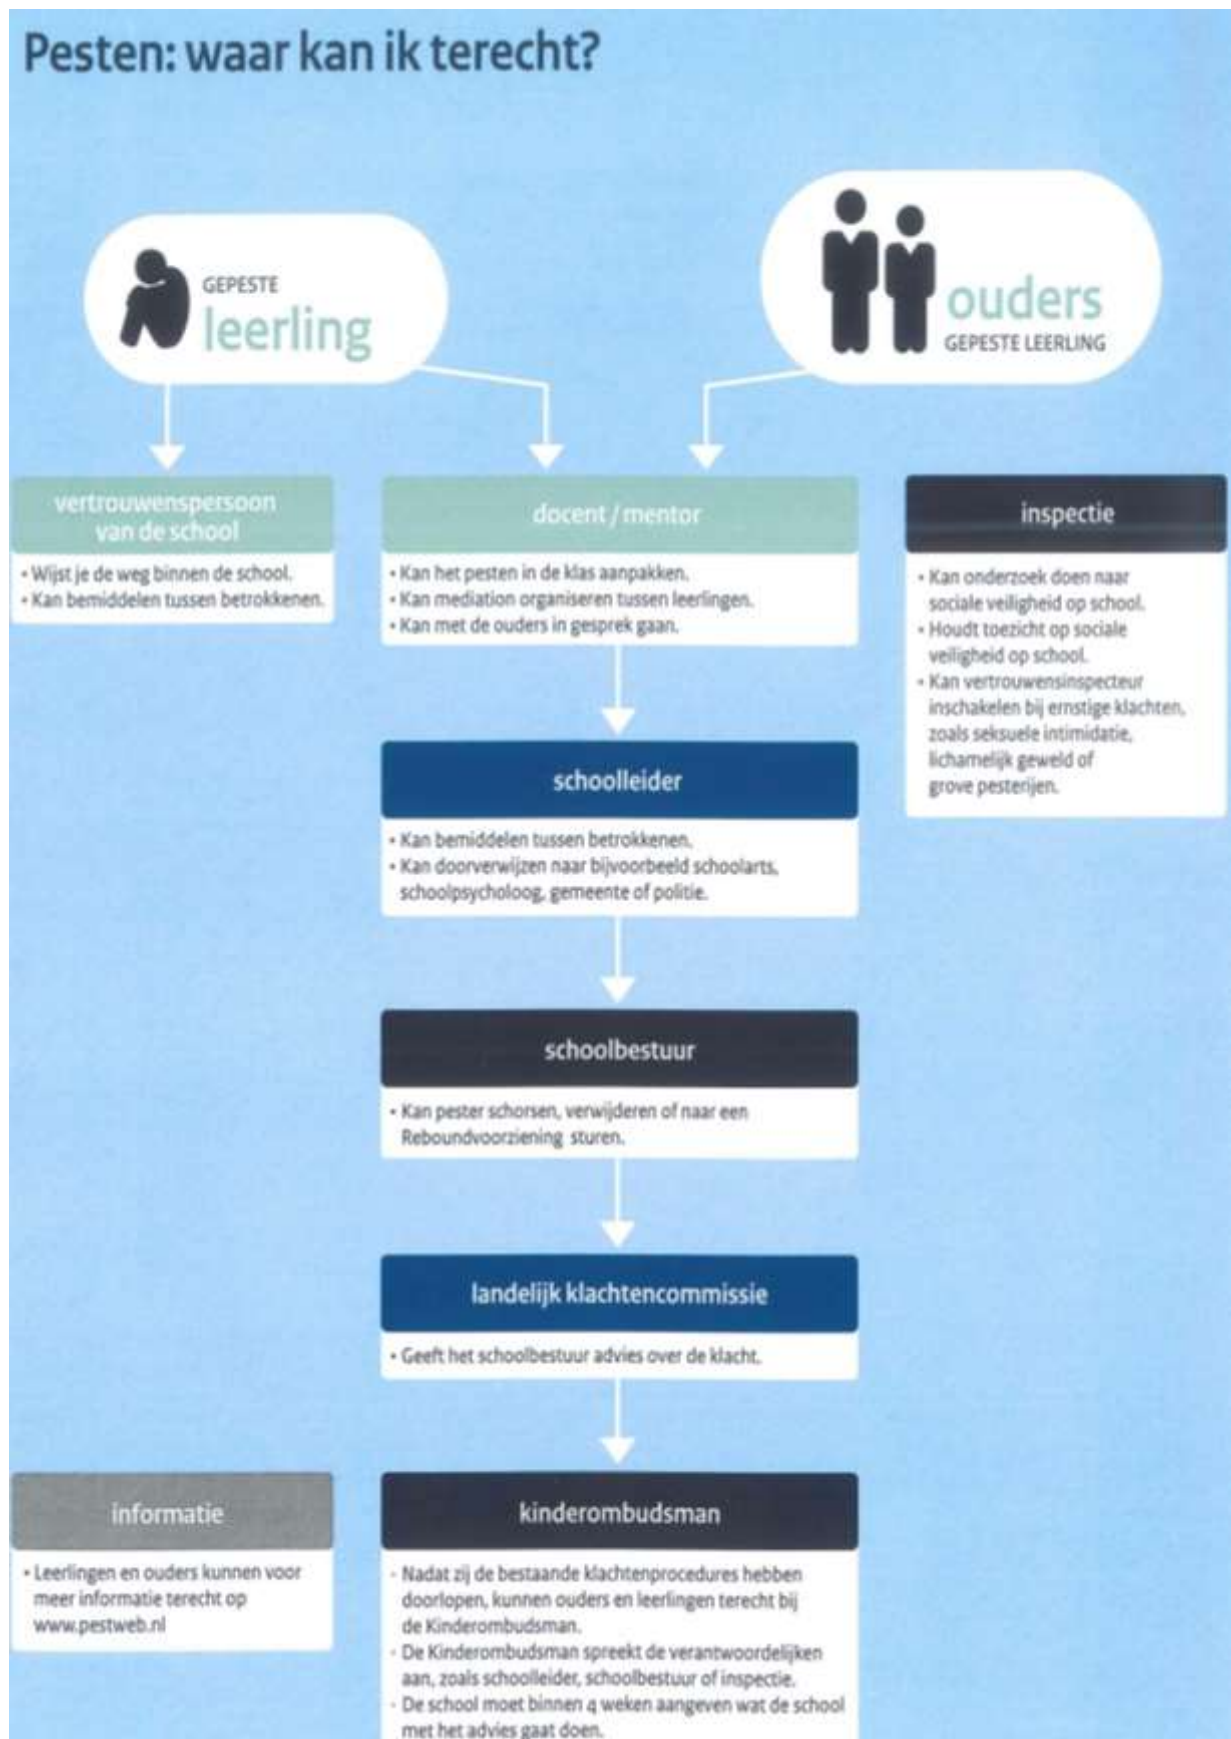 Pesten: waar kan ik terecht?
GEPESTE
leerling
ouders
GEPESTE LEERLING
vertrouwenspersoon
van de school
• Wijst je de weg binnen de school.
• Kan bemiddelen tussen betrokkenen.
docent / mentor
• Kan het pesten in de klas aanpakken.
• Kan mediation organiseren tussen leerlingen.
• Kan met de ouders in gesprek gaan.
inspectie
• Kan onderzoek doen naar
sociale veiligheid op school.
• Houdt toezicht op sociale
veiligheid op school.
• Kan vertrouwensinspecteur
inschakelen bij ernstige klachten,
zoals seksuele intimidatie,
lichamelijk geweld of
grove pesterijen.
schoolleider
• Kan bemiddelen tussen betrokkenen.
• Kan doorverwijzen naar bijvoorbeeld schoolarts,
schoolpsycholoog, gemeente of politie.
schoolbestuur
• Kan pester schorsen, verwijderen of naar een
Reboundvoorziening sturen.
landelijk klachtencommissie
• Geeft het schoolbestuur advies over de klacht.
informatie
• Leerlingen en ouders kunnen voor
meer informatie terecht op
www.pestweb.nl
kinderombudsman
- Nadat zij de bestaande klachtenprocedures hebben
doorlopen, kunnen ouders en leerlingen terecht bij
de Kinderombudsman.
- De Kinderombudsman spreekt de verantwoordelijken
aan, zoals schoolleider, schoolbestuur of inspectie.
- De school moet binnen 4 weken aangeven wat de school
met het advies gaat doen.